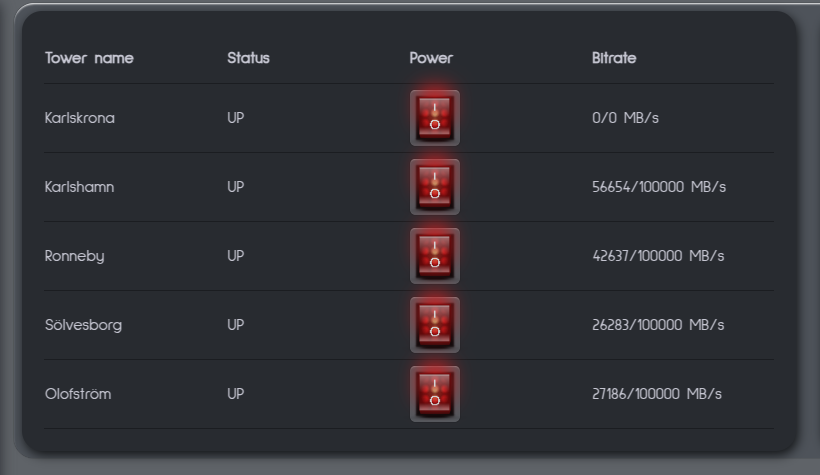 Tower name Status Power Bitrate
Karlskrona UP 0/0 MB/s
Karlshamn UP 56654/100000 MB/s
Ronneby UP 42637/100000 MB/s
Sölvesborg UP 26283/100000 MB/s
Olofström UP 27186/100000 MB/s